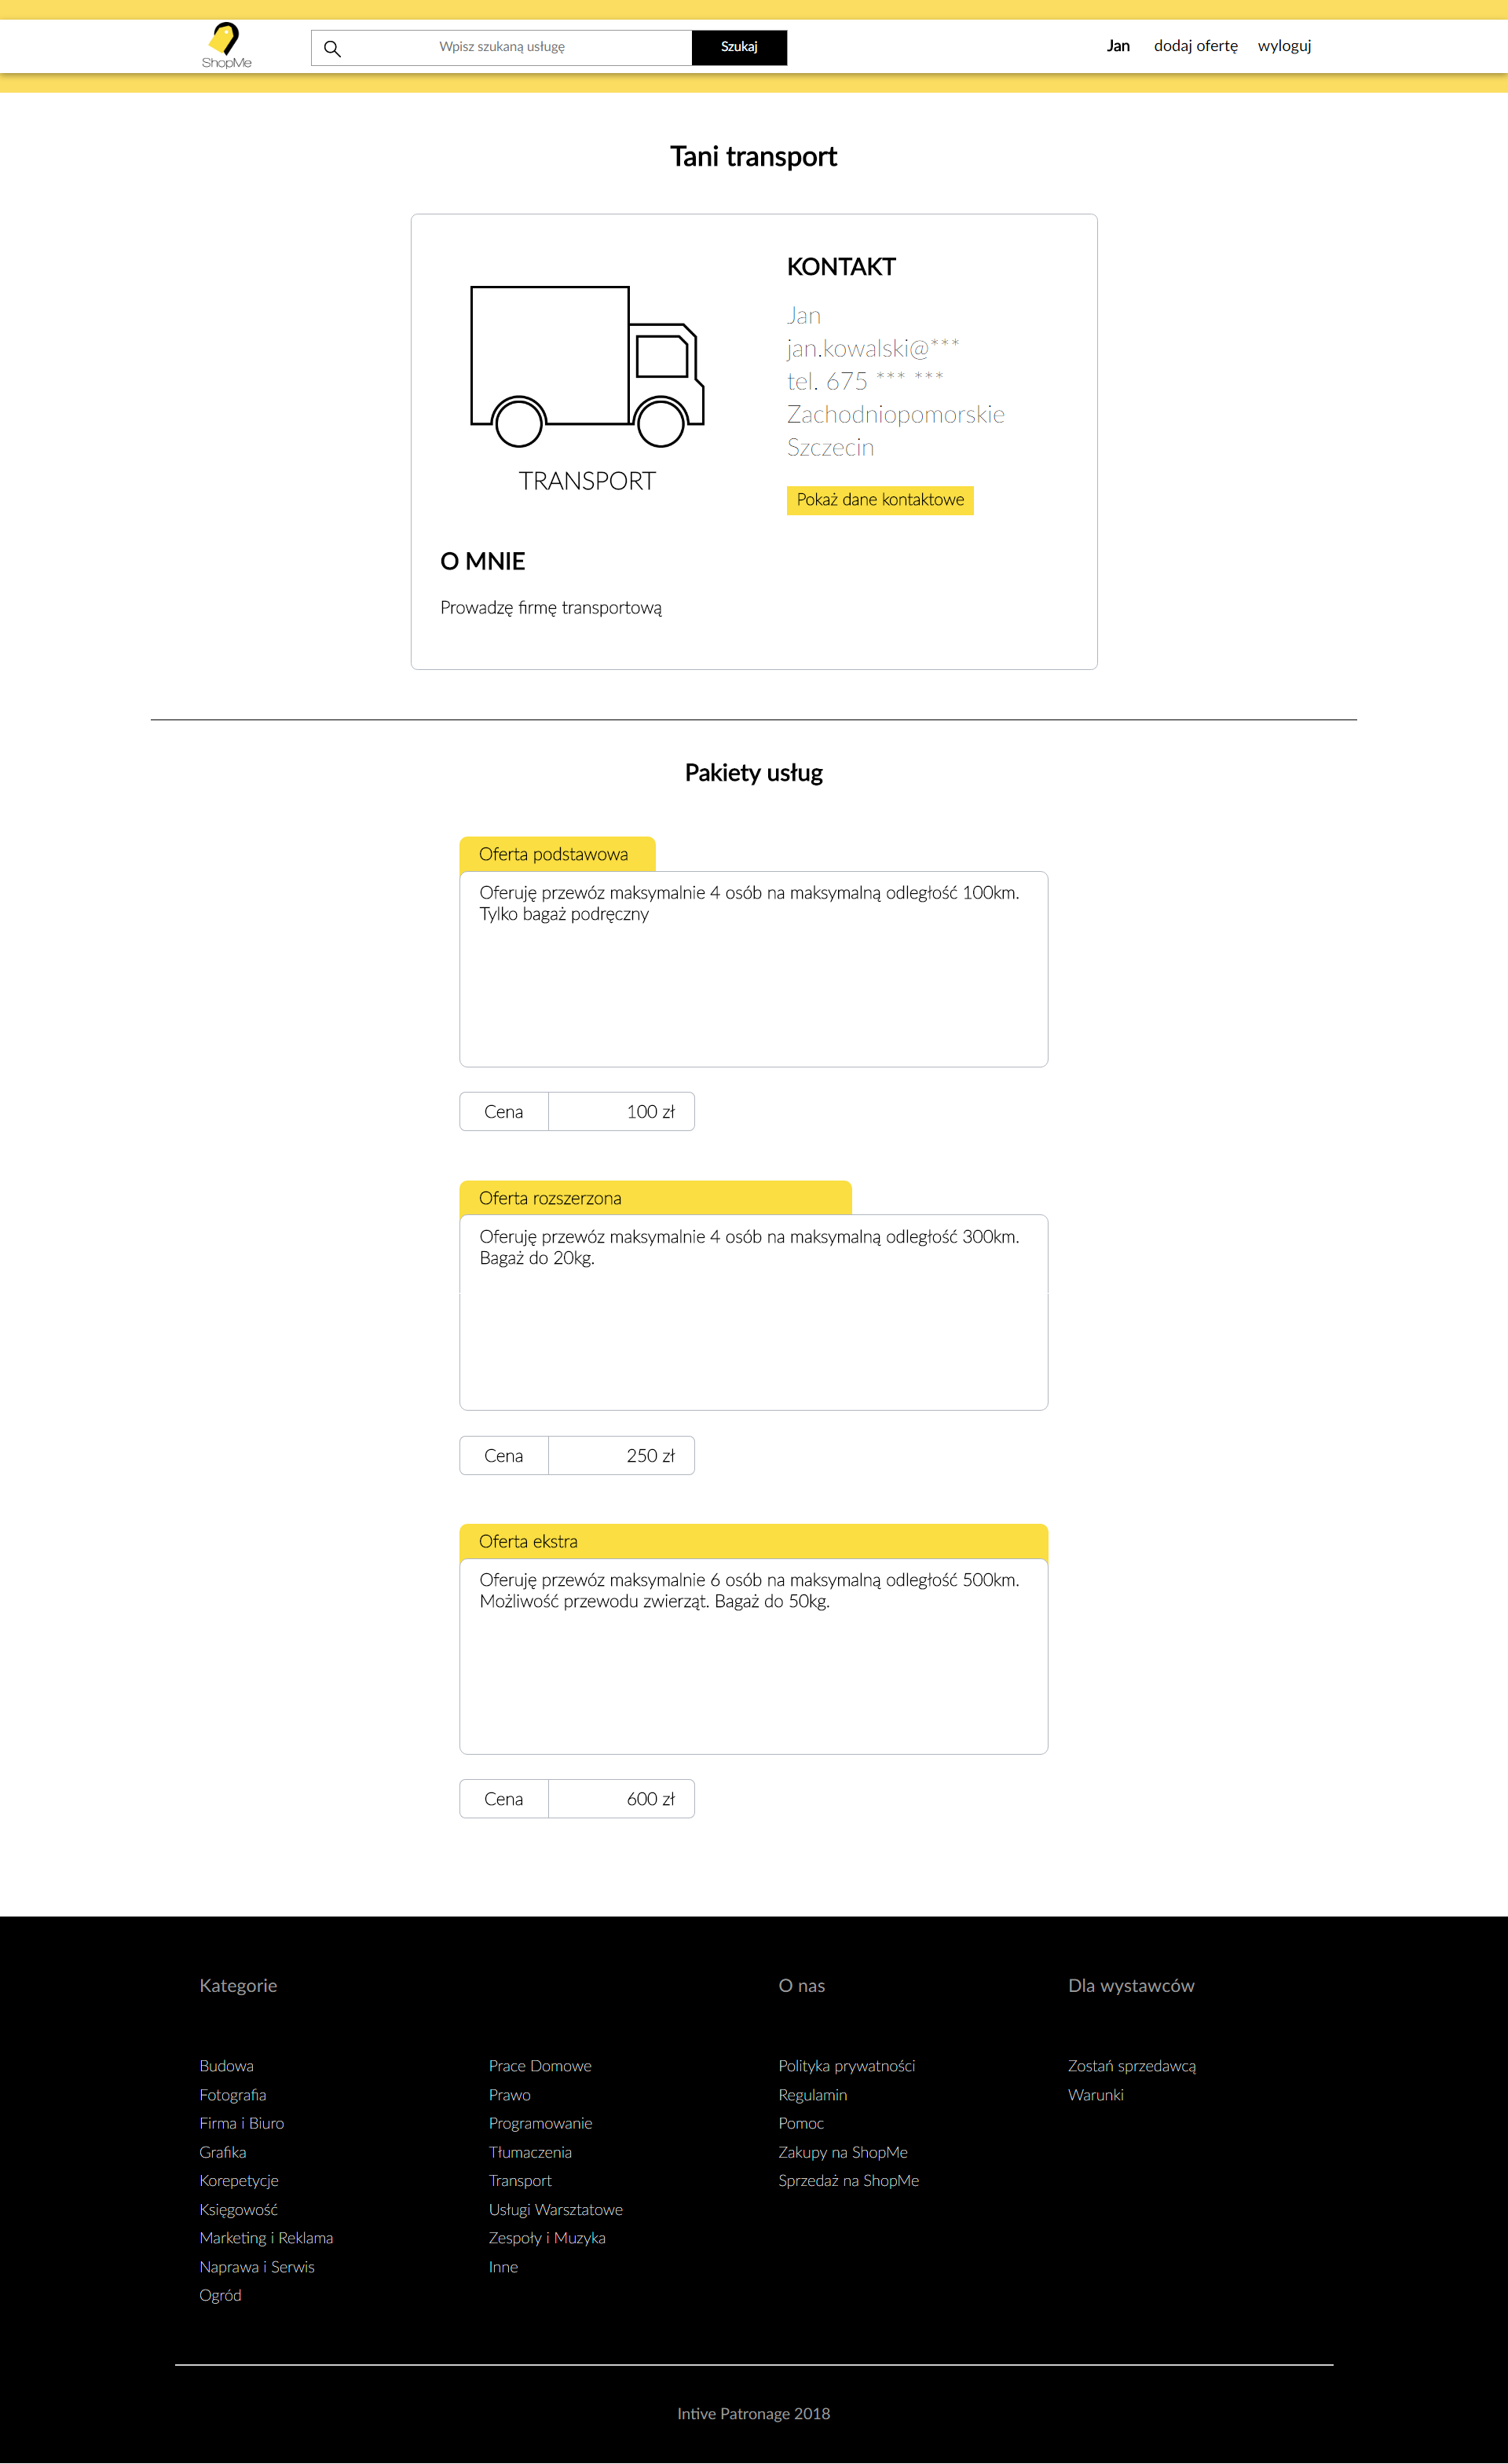 ShopMe
Wpisz szukaną usługę
Szukaj
Jan
dodaj ofertę
wyloguj
Tani transport
TRANSPORT
KONTAKT
Jan
jan.kowalski@***
tel. 675 *** ***
Zachodniopomorskie
Szczecin
Pokaż dane kontaktowe
O MNIE
Prowadzę firmę transportową
Pakiety usług
Oferta podstawowa
Oferuję przewóz maksymalnie 4 osób na maksymalną odległość 100km.
Tylko bagaż podręczny
Cena 100 zł
Oferta rozszerzona
Oferuję przewóz maksymalnie 4 osób na maksymalną odległość 300km.
Bagaż do 20kg.
Cena 250 zł
Oferta ekstra
Oferuję przewóz maksymalnie 6 osób na maksymalną odległość 500km.
Możliwość przewodu zwierząt. Bagaż do 50kg.
Cena 600 zł
Kategorie
Budowa
Fotografia
Firma i Biuro
Grafika
Korepetycje
Księgowość
Marketing i Reklama
Naprawa i Serwis
Ogród
Prace Domowe
Prawo
Programowanie
Tłumaczenia
Transport
Usługi Warsztatowe
Zespoły i Muzyka
Inne
O nas
Polityka prywatności
Regulamin
Pomoc
Zakupy na ShopMe
Sprzedaż na ShopMe
Dla wystawców
Zostań sprzedawcą
Warunki
Intive Patronage 2018